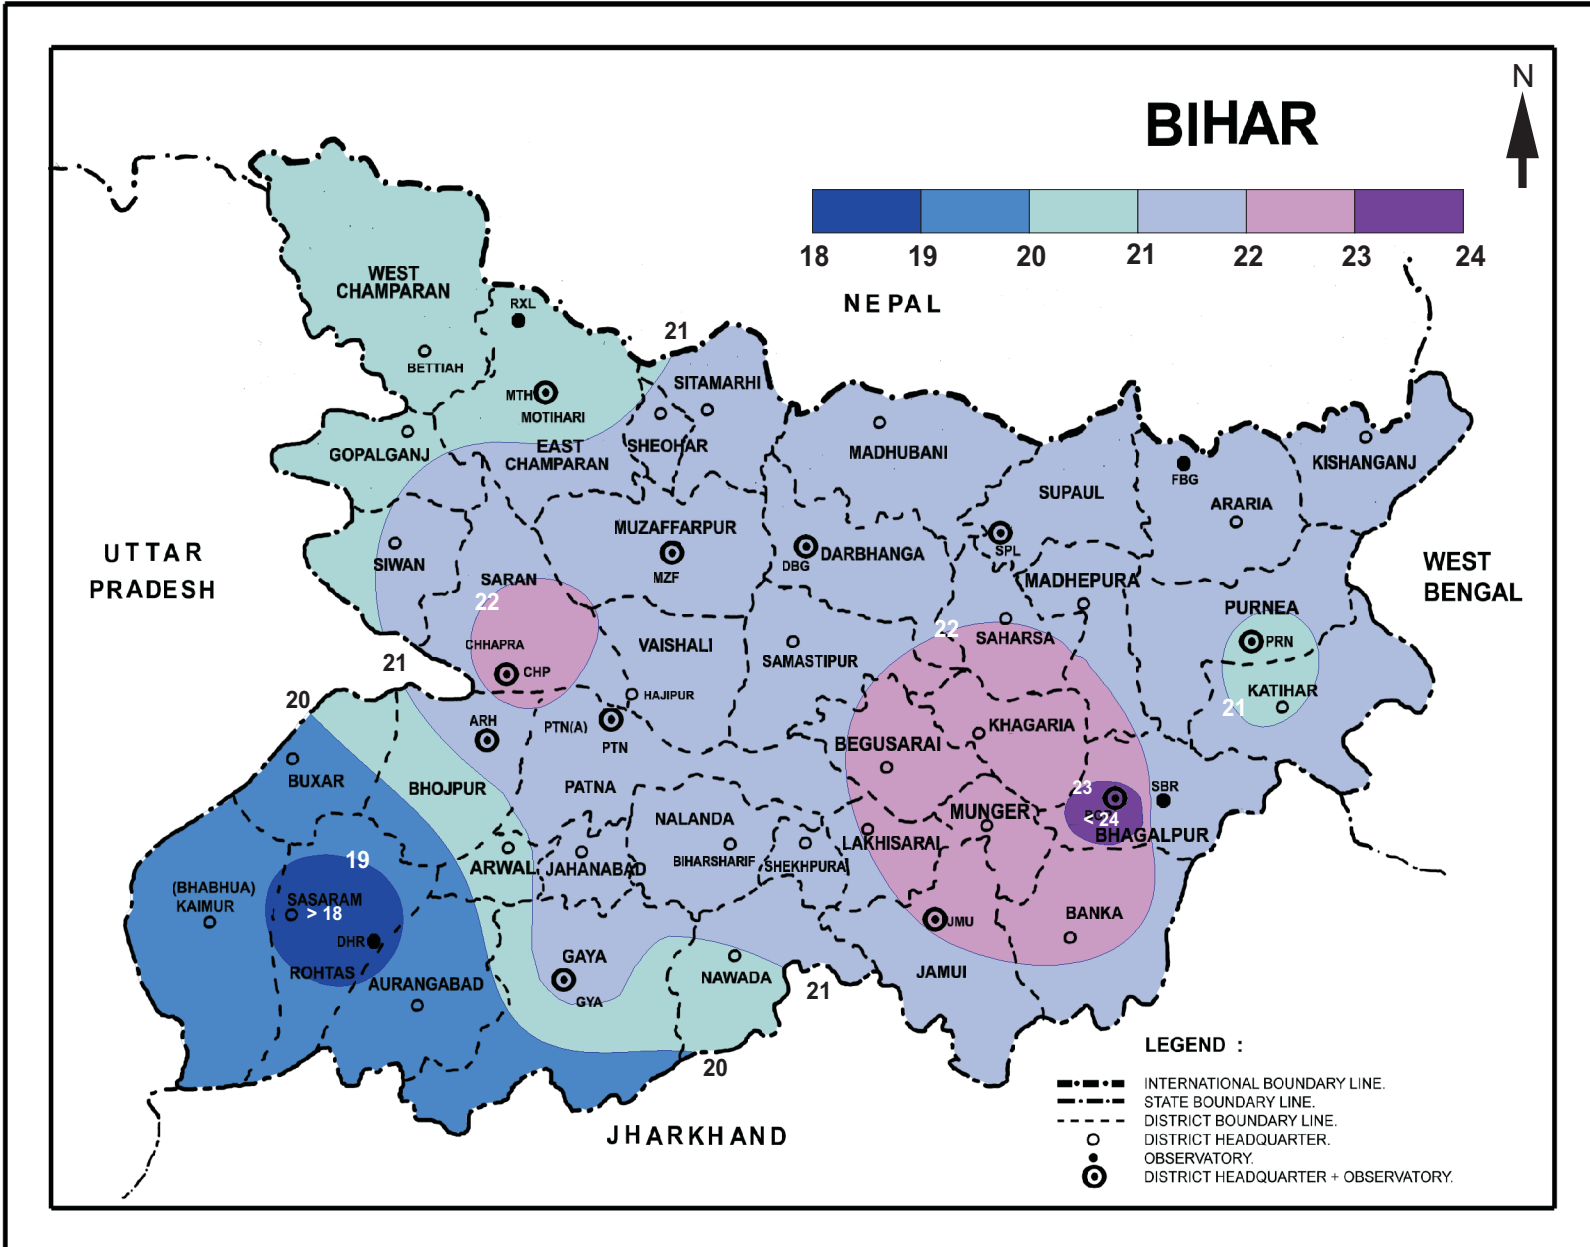 N
BIHAR
18 19 20 21 22 23 24
NEPAL
WEST
CHAMPARAN
RXL
21
BETTIAH
MTH
MOTIHARI
SITAMARHI
GOPALGANJ
EAST
CHAMPARAN
SHEOHAR
MADHUBANI
KISHANGANJ
FBG
SUPAUL
ARARIA
UTTAR
PRADESH
MUZAFFARPUR
MZF
DBG
DARBHANGA
SPL
WEST
BENGAL
SIWAN
SARAN
22
MADHEPURA
PURNEA
PRN
CHHAPRA
CHP
VAISHALI
SAMASTIPUR
22
SAHARSA
21
20
HAJIPUR
KATIHAR
21
ARH
PTN(A)
PTN
BEGUSARAI
KHAGARIA
BUXAR
BHOJPUR
PATNA
23
SBR
< 24
BHAGALPUR
NALANDA
MUNGER
19
ARWAL
JAHANABAD
BIHARSHARIF
SHEKHPURA
LAKHISARAI
(BHABHUA)
KAIMUR
SASARAM
> 18
DHR
ROHTAS
AURANGABAD
JMU
BANKA
GAYA
GYA
NAWADA
JAMUI
21
20
JHARKHAND
LEGEND :
INTERNATIONAL BOUNDARY LINE.
STATE BOUNDARY LINE.
DISTRICT BOUNDARY LINE.
DISTRICT HEADQUARTER.
OBSERVATORY.
DISTRICT HEADQUARTER + OBSERVATORY.